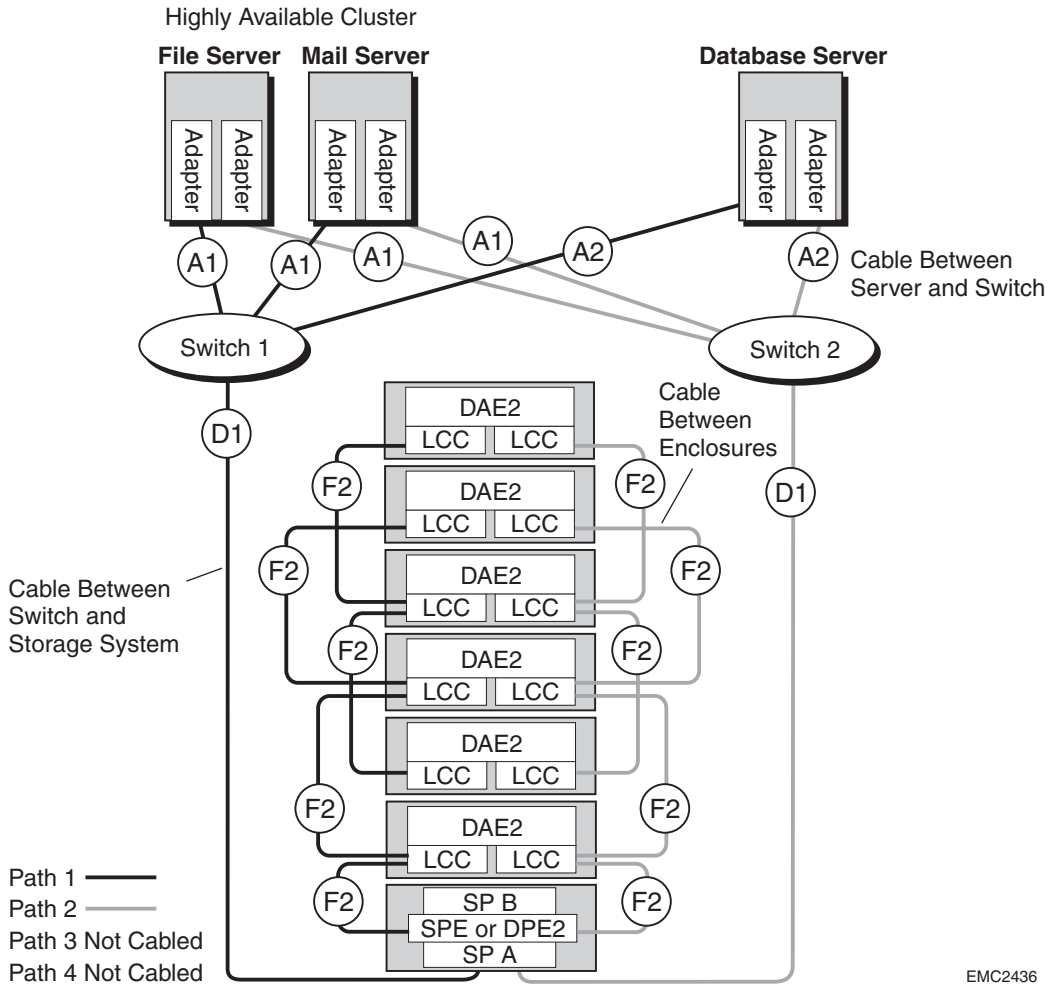 Highly Available Cluster
File Server
Mail Server
Database Server
Adapter
Adapter
Adapter
Adapter
Adapter
Adapter
A1
A1
A1
A1
A2
A2
Cable Between
Server and Switch
Switch 1
Switch 2
D1
D1
Cable
Between
Enclosures
DAE2
LCC
LCC
F2
F2
DAE2
LCC
LCC
F2
F2
DAE2
LCC
LCC
F2
F2
Cable Between
Switch and
Storage System
DAE2
LCC
LCC
DAE2
LCC
LCC
F2
F2
DAE2
LCC
LCC
F2
F2
SP B
SPE or DPE2
SP A
Path 1
Path 2
Path 3 Not Cabled
Path 4 Not Cabled
EMC2436